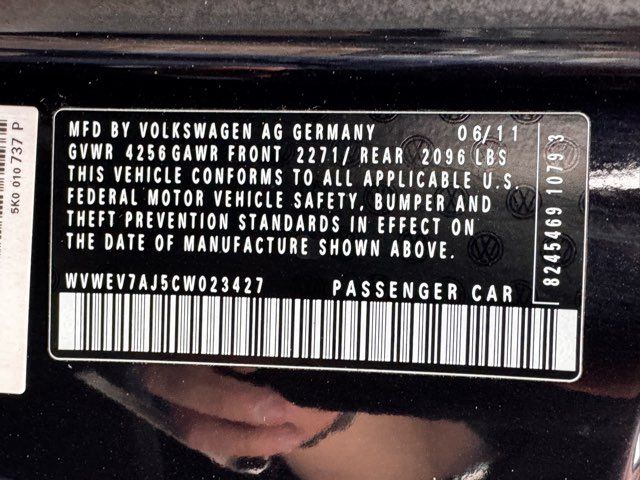 MFD BY VOLKSWAGEN AG GERMANY 06/11
GVWR 4256 GAWR FRONT 2271/ REAR 2096 LBS
THIS VEHICLE CONFORMS TO ALL APPLICABLE U.S.
FEDERAL MOTOR VEHICLE SAFETY, BUMPER AND
THEFT PREVENTION STANDARDS IN EFFECT ON
THE DATE OF MANUFACTURE SHOWN ABOVE.
WVWEV7AJ5CW023427 PASSENGER CAR
8245469 1079 3
5K0 010 737 P